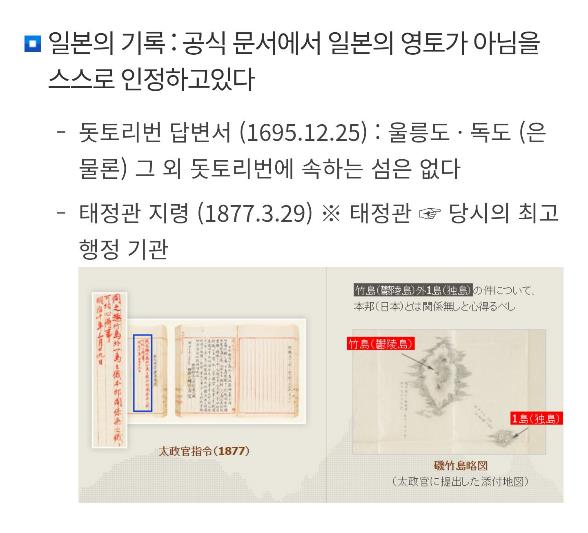 일본의 기록 : 공식 문서에서 일본의 영토가 아님을
스스로 인정하고있다
- 돗토리번 답변서 (1695.12.25) : 울릉도 · 독도 (은
물론) 그 외 돗토리번에 속하는 섬은 없다
- 태정관 지령 (1877.3.29) ※ 태정관 ☞ 당시의 최고
행정 기관
太政官指令(1877)
竹島(鬱陵島)外1島(独島)の件について、
本邦(日本)とは関係無しと心得るべし
竹島(鬱陵島)
1島(独島)
磯竹島略図
(太政官に提出した添付地図)